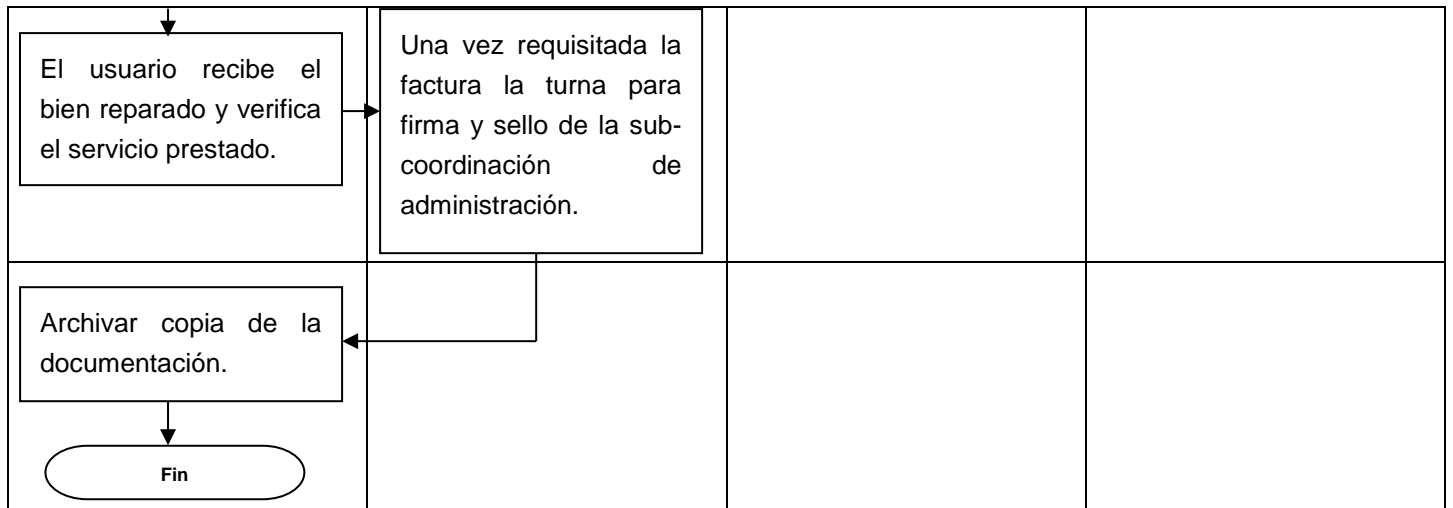 El usuario recibe el
bien reparado y verifica
el servicio prestado.
Una vez requisitada la
factura la turna para
firma y sello de la sub-
coordinación de
administración.
Archivar copia de la
documentación.
Fin